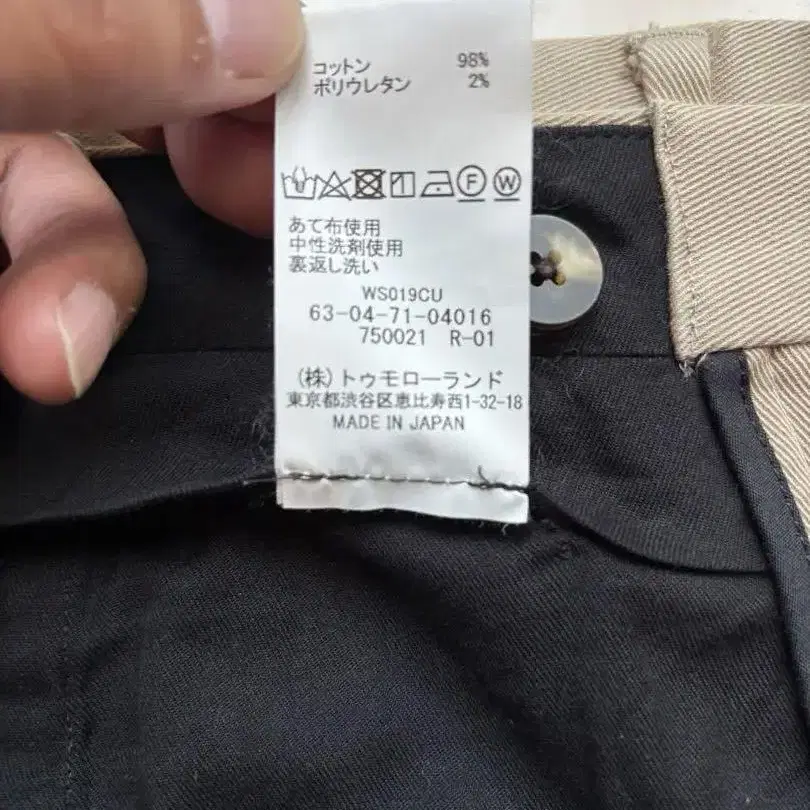 コットン 98%
ポリウレタン 2%
F W
あて布使用
中性洗剤使用
裏返し洗い
WS019CU
63-04-71-04016
750021 R-01
(株)トゥモローランド
東京都渋谷区恵比寿西1-32-18
MADE IN JAPAN